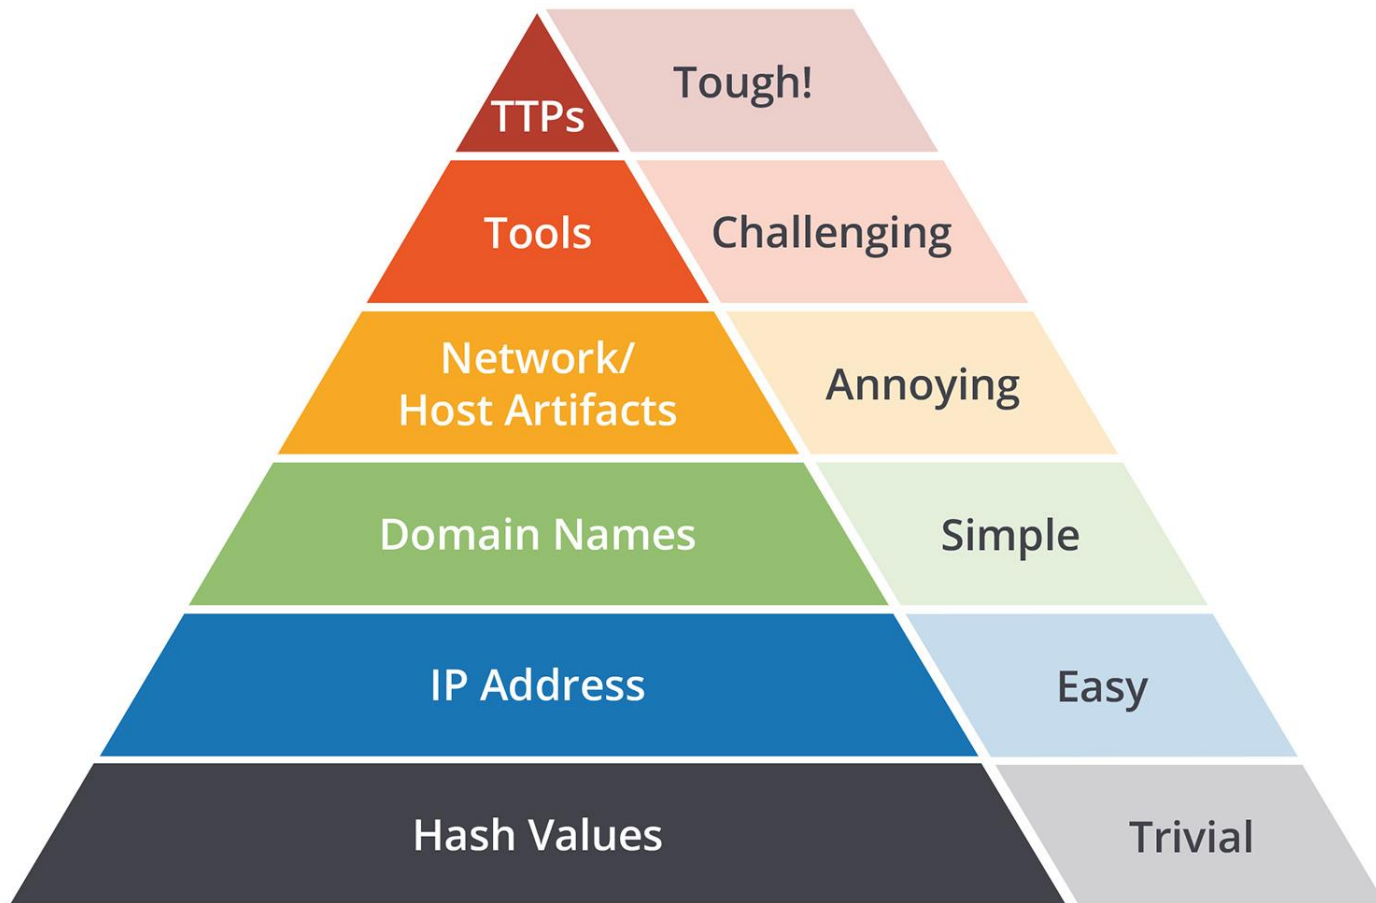 TTPs
Tough!
Tools
Challenging
Network/
Host Artifacts
Annoying
Domain Names
Simple
IP Address
Easy
Hash Values
Trivial